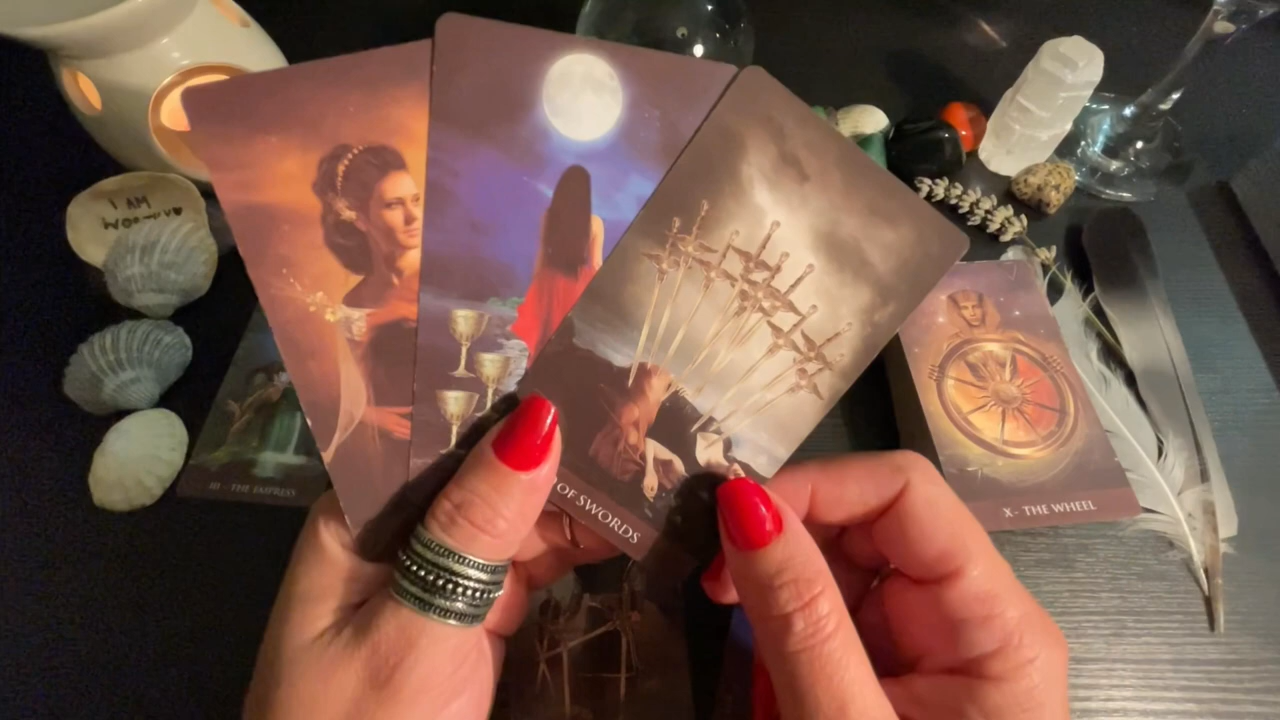 I AM
III - THE EMPRESS
OF SWORDS
X - THE WHEEL